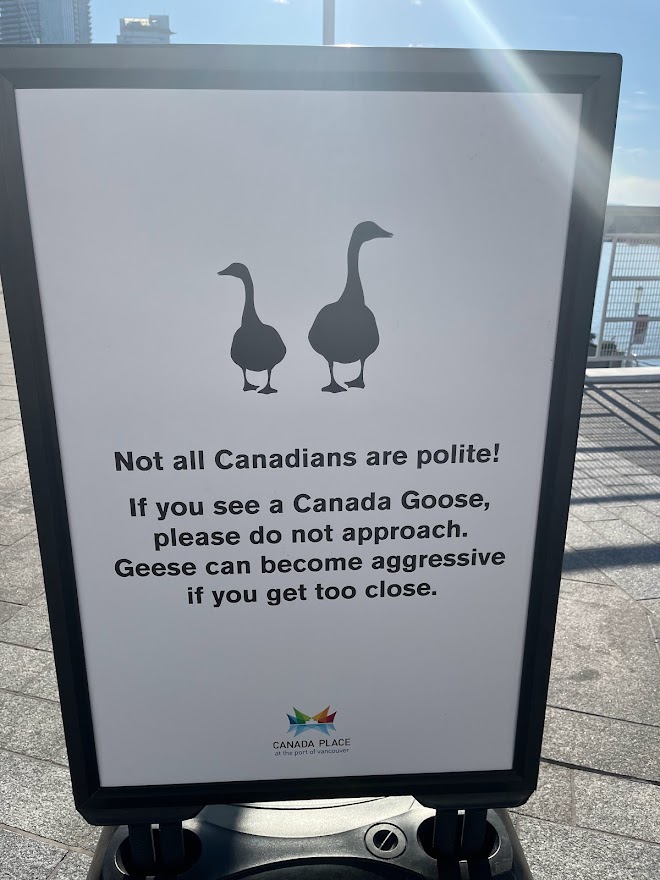 Not all Canadians are polite!
If you see a Canada Goose,
please do not approach.
Geese can become aggressive
if you get too close.
CANADA PLACE
at the port of vancouver